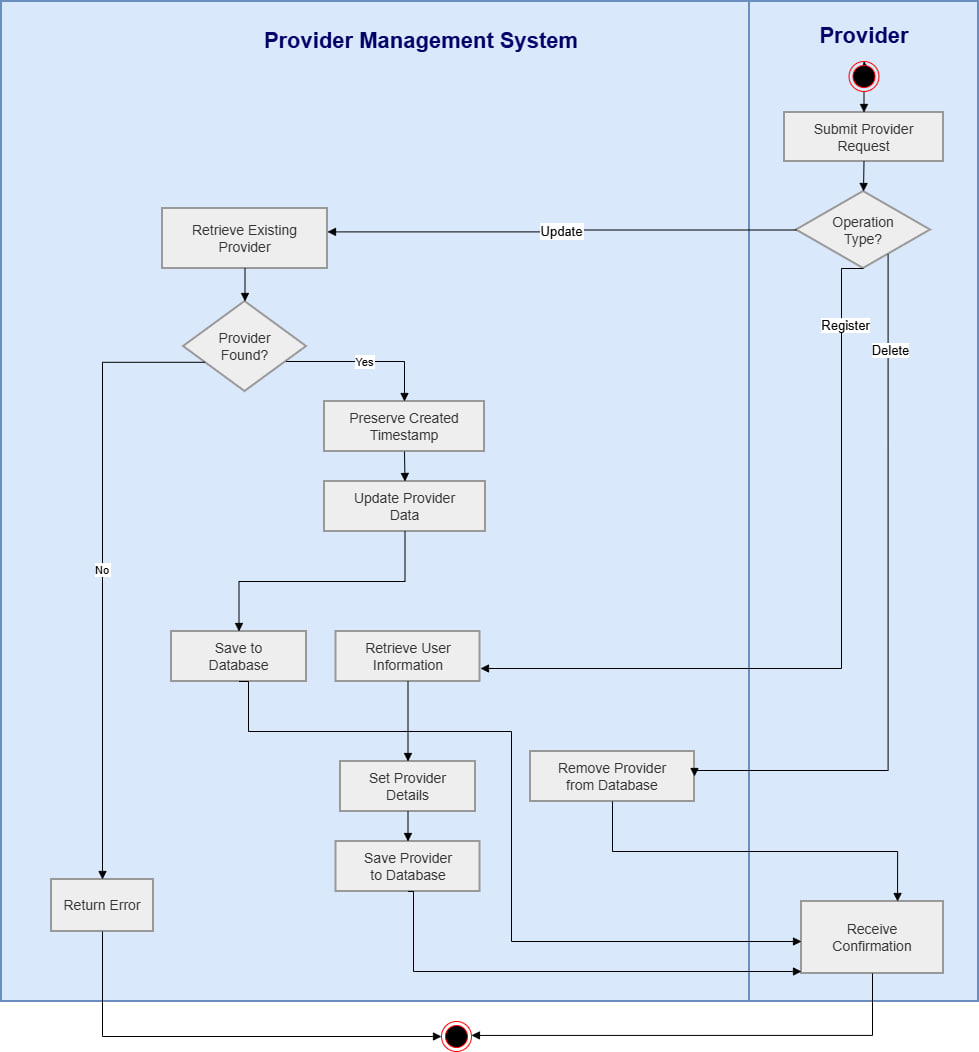 Provider Management System
Provider
Submit Provider
Request
Operation
Type?
Update
Retrieve Existing
Provider
Register
Delete
Provider
Found?
Yes
No
Preserve Created
Timestamp
Update Provider
Data
Save to
Database
Retrieve User
Information
Set Provider
Details
Remove Provider
from Database
Save Provider
to Database
Return Error
Receive
Confirmation